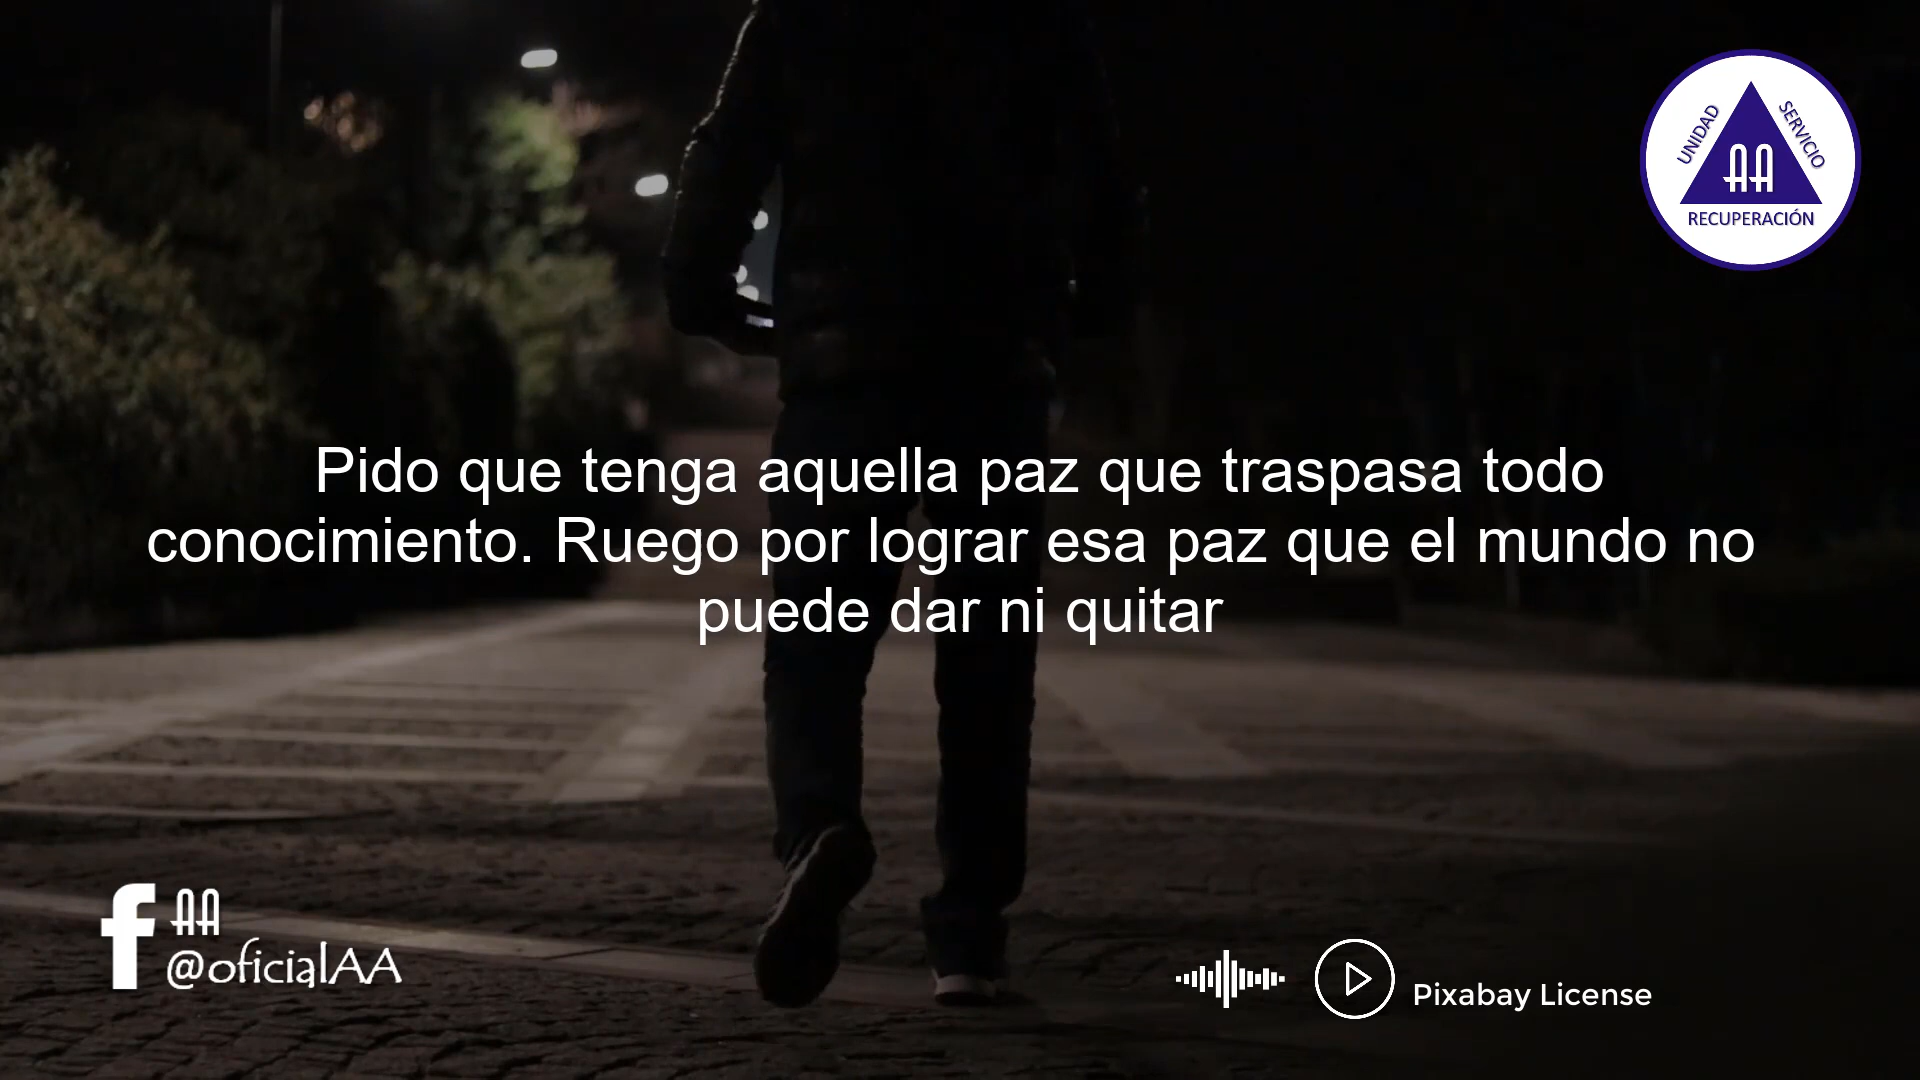 UNIDAD
SERVICIO
AA
RECUPERACIÓN
Pido que tenga aquella paz que traspasa todo
conocimiento. Ruego por lograr esa paz que el mundo no
puede dar ni quitar
f AA
@oficialAA
Pixabay License